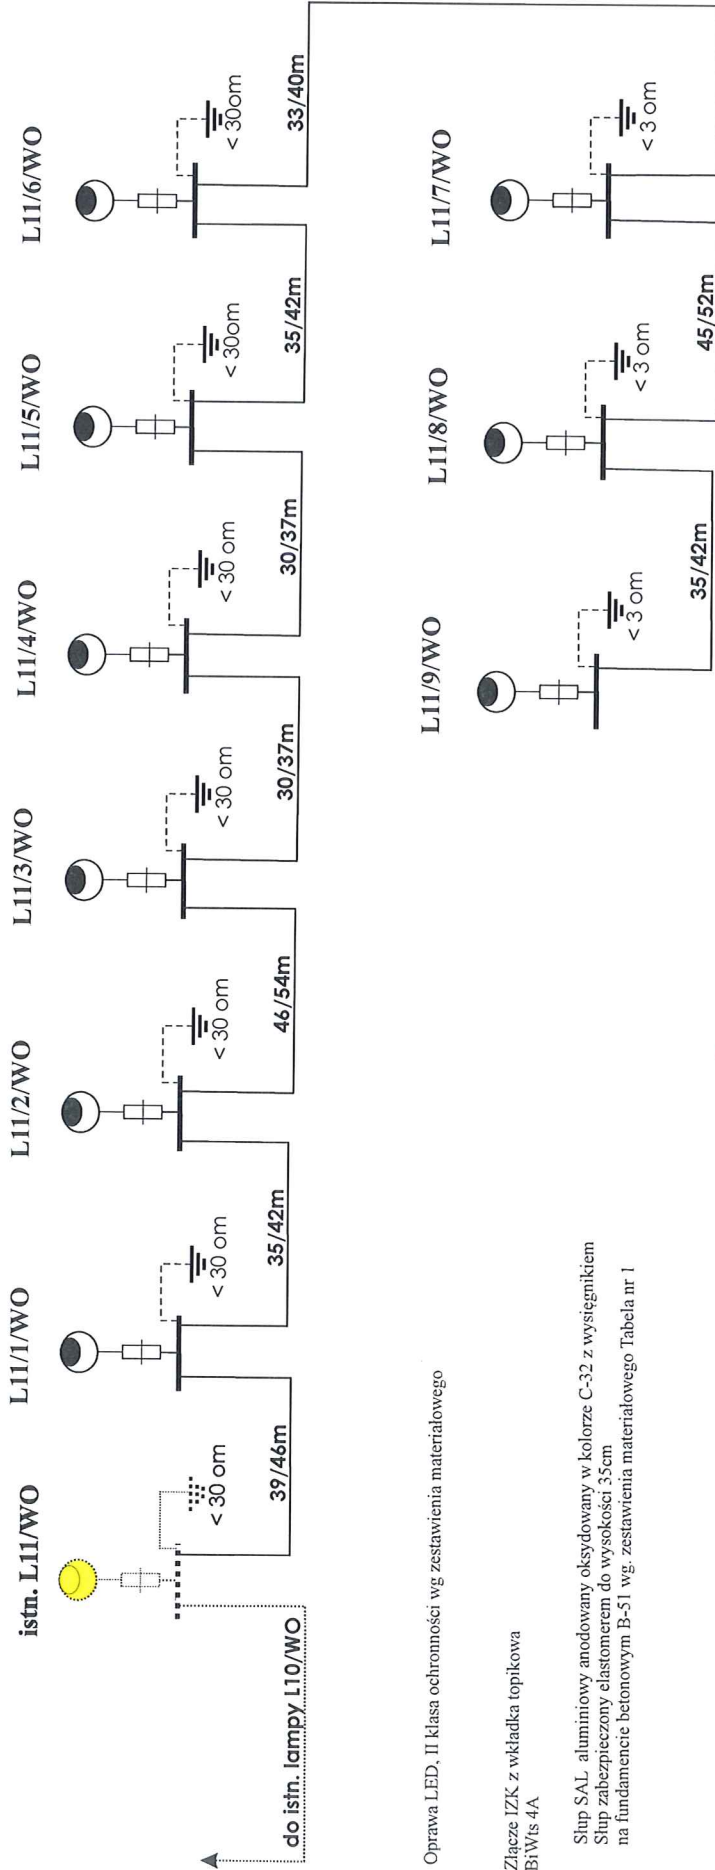 istn. L11/WO
L11/1/WO
L11/2/WO
L11/3/WO
L11/4/WO
L11/5/WO
L11/6/WO
< 30 om
< 30 om
< 30 om
< 30 om
< 30 om
< 30om
< 30om
do istn. lampy L10/WO
39/46m
35/42m
46/54m
30/37m
30/37m
35/42m
33/40m
L11/9/WO
L11/8/WO
L11/7/WO
< 3 om
< 3 om
< 3 om
35/42m
45/52m
Oprawa LED, II klasa ochronności wg zestawienia materiałowego
Złącze IZK z wkładka topikowa
BiWts 4A
Słup SAL aluminiowy anodowany oksydowany w kolorze C-32 z wysięgnikiem
Słup zabezpieczony elastomerem do wysokości 35cm
na fundamencie betonowym B-51 wg. zestawienia materiałowego Tabela nr 1